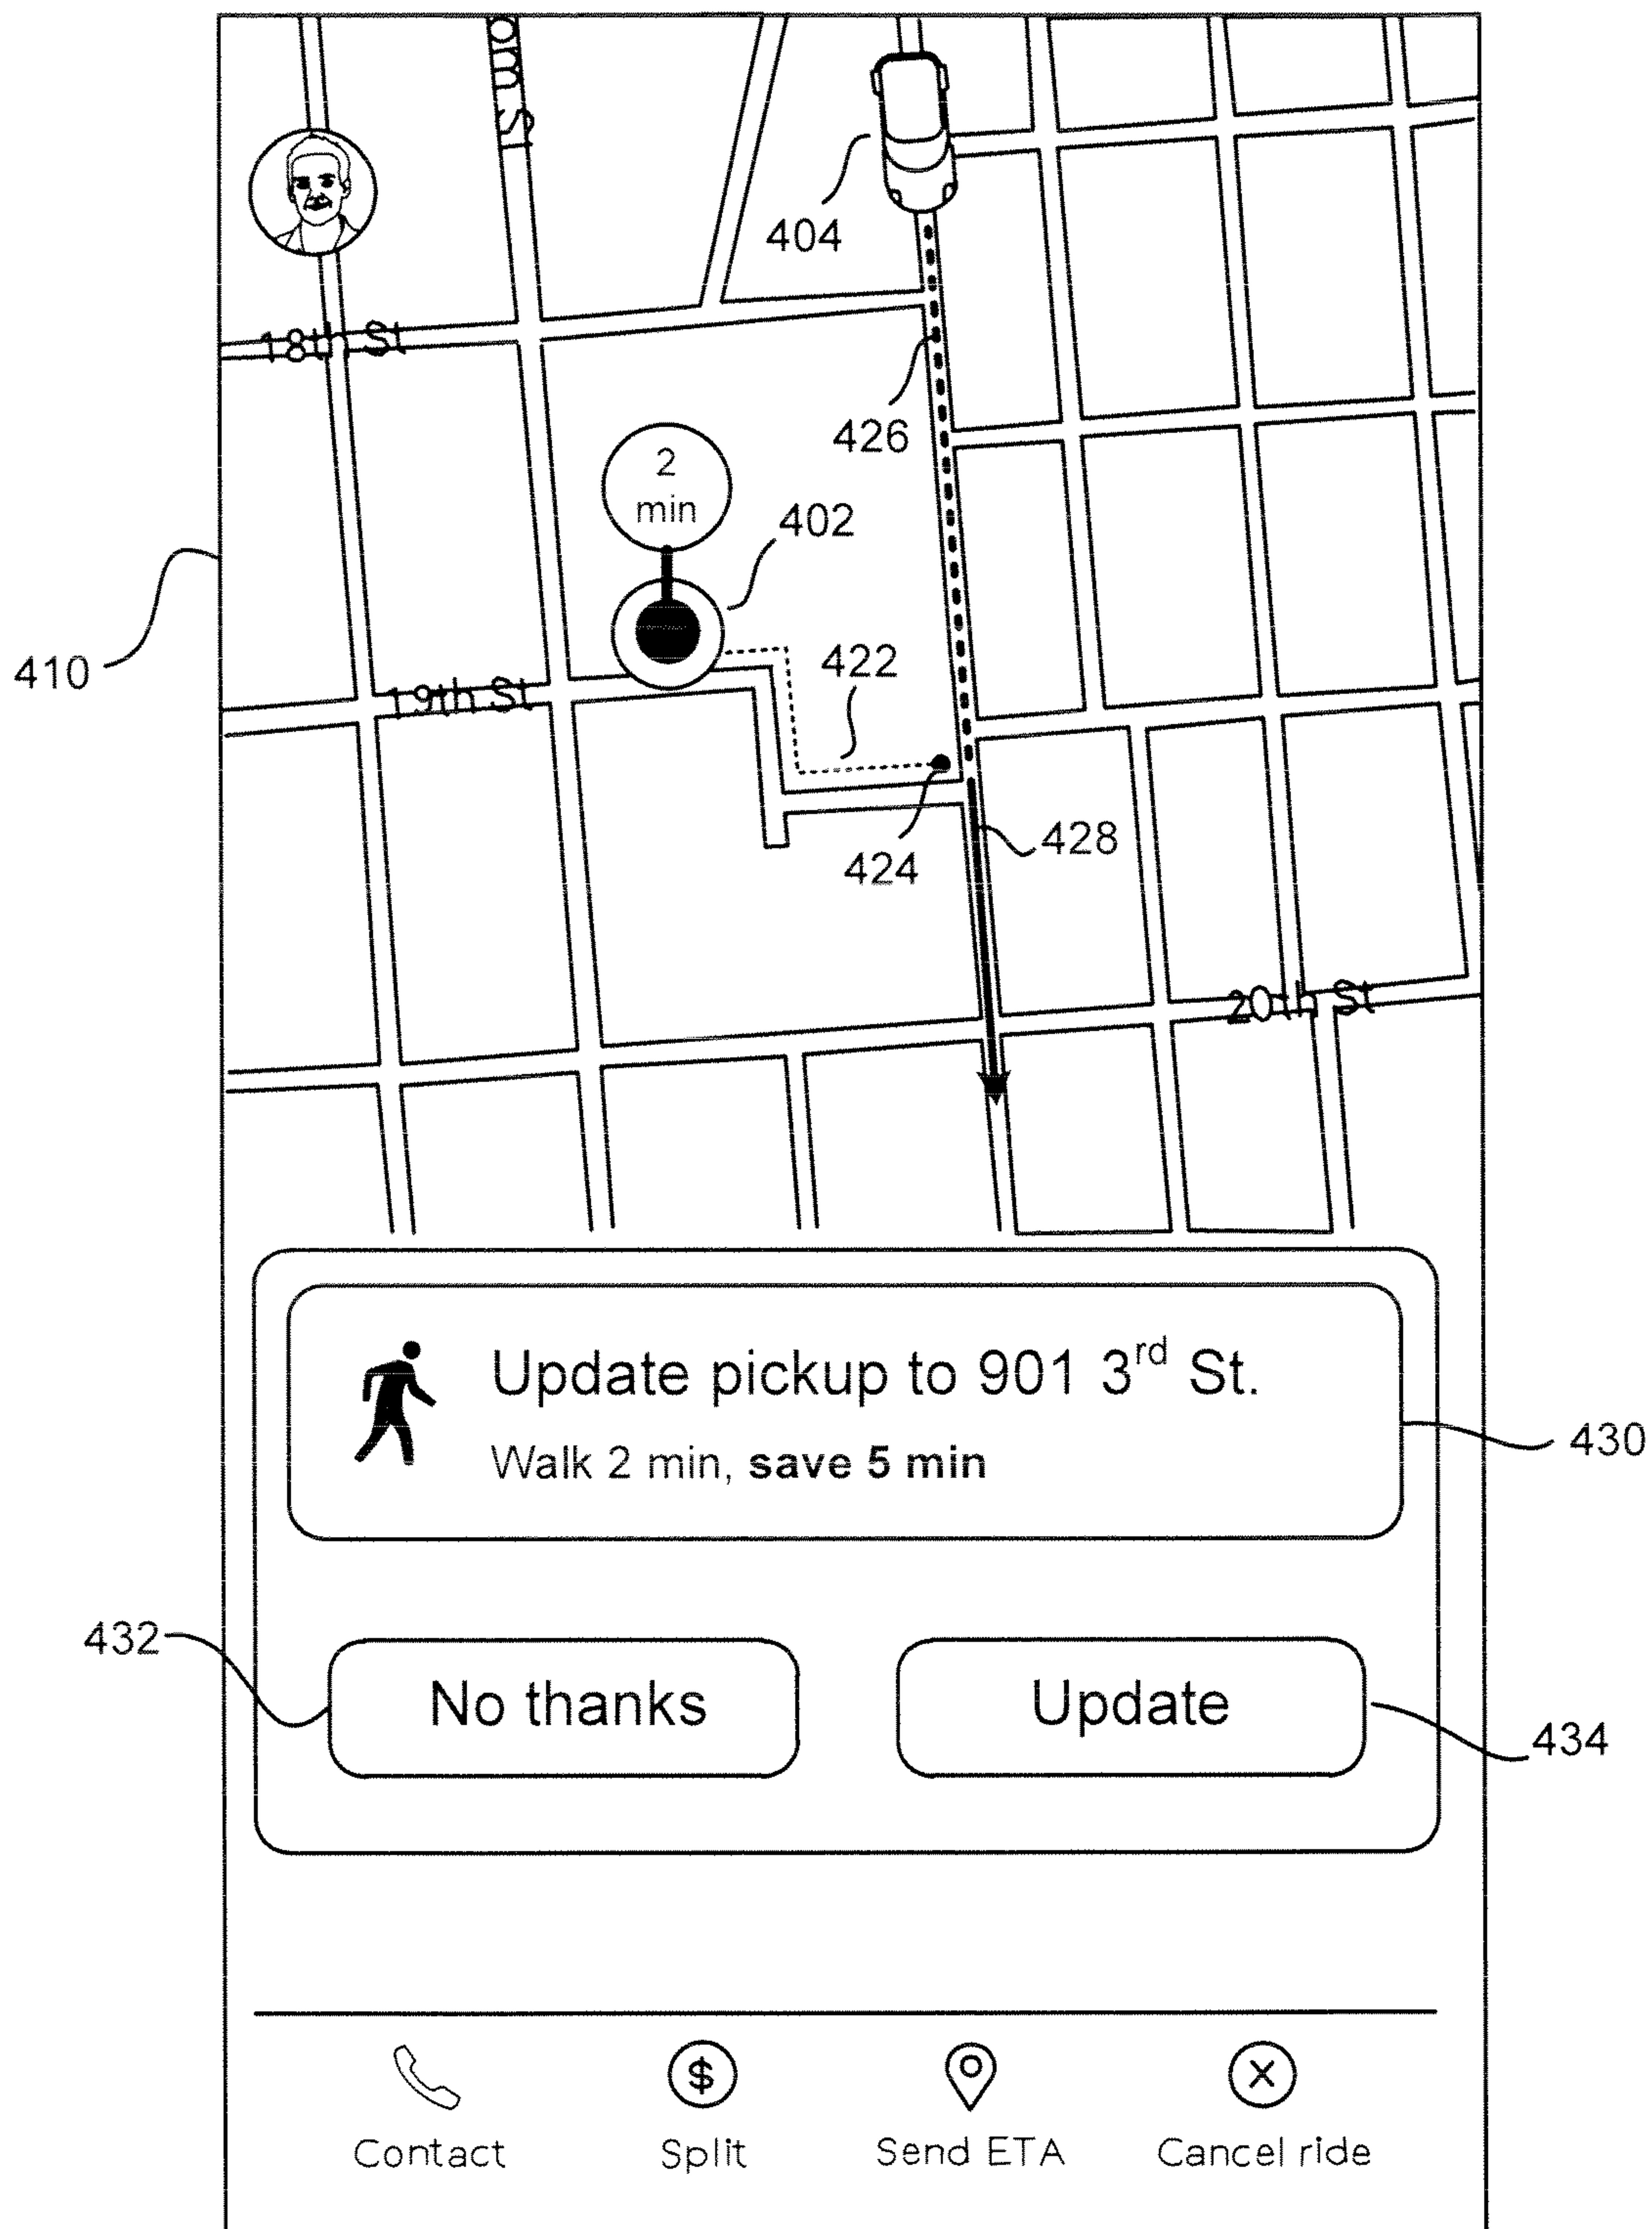 St
404
18th St
426
2
min
402
410
422
19th St
428
424
20th St
Update pickup to 901 3rd St.
Walk 2 min, save 5 min
430
432
No thanks
Update
434
$
Contact
Split
Send ETA
Cancel ride